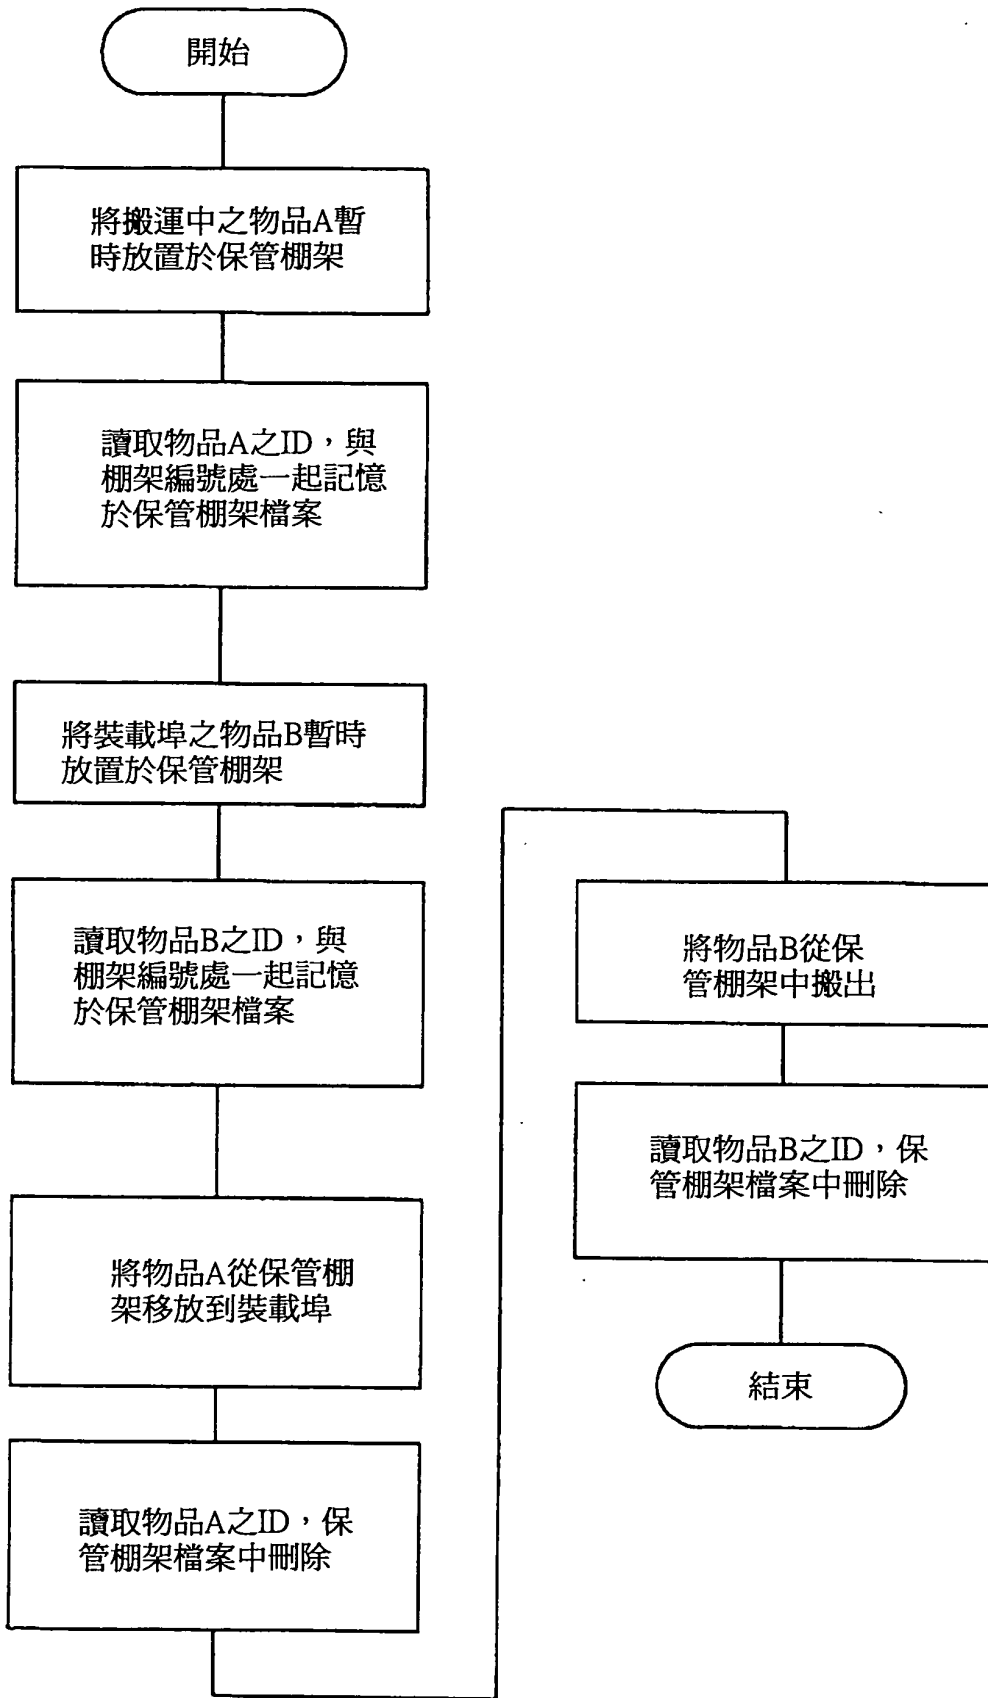 開始
將搬運中之物品A暫
時放置於保管棚架
讀取物品A之ID，與
棚架編號處一起記憶
於保管棚架檔案
將裝載埠之物品B暫時
放置於保管棚架
讀取物品B之ID，與
棚架編號處一起記憶
於保管棚架檔案
將物品A從保管棚
架移放到裝載埠
讀取物品A之ID，保
管棚架檔案中刪除
將物品B從保
管棚架中搬出
讀取物品B之ID，保
管棚架檔案中刪除
結束